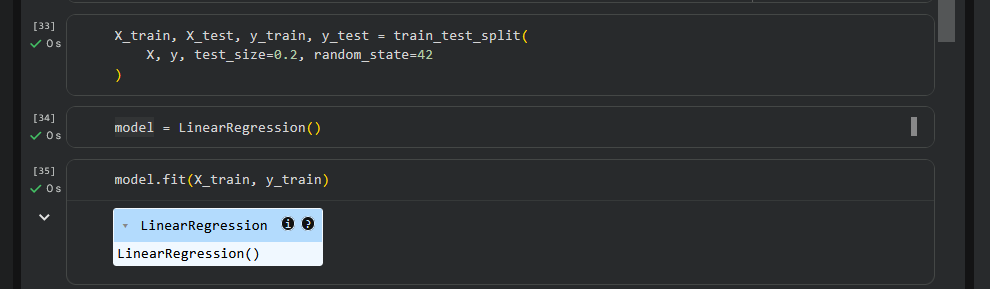 [33]
0 s
X_train, X_test, y_train, y_test = train_test_split(
    X, y, test_size=0.2, random_state=42
)
[34]
0 s
model = LinearRegression()
[35]
0 s
model.fit(X_train, y_train)
LinearRegression i ?
LinearRegression()